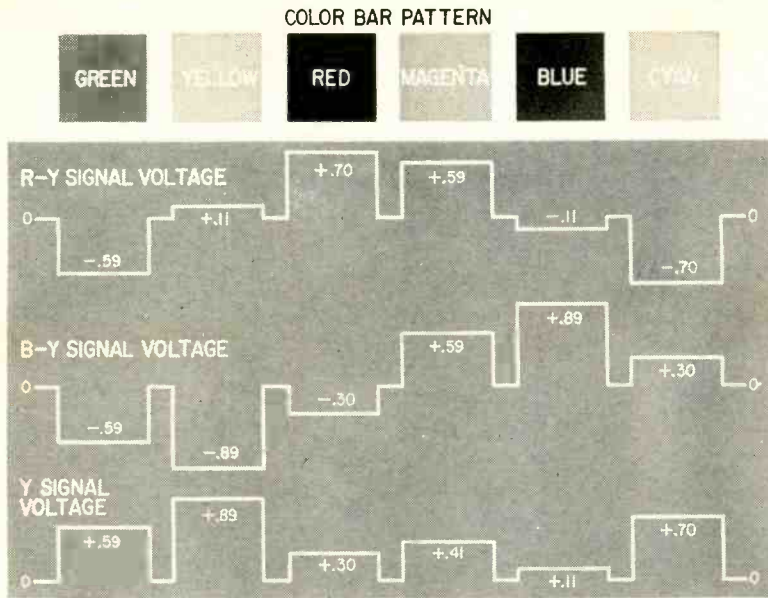 COLOR BAR PATTERN
GREEN YELLOW RED MAGENTA BLUE CYAN
R-Y SIGNAL VOLTAGE
+.70
+.59
0 +.11 -.11 0
-.59 -.70
+.89
B-Y SIGNAL VOLTAGE +.59
+.30
0 -.30 0
-.59
-.89
Y SIGNAL
VOLTAGE
+.89
+.59 +.70
+.30 +.41
0 +.11 0